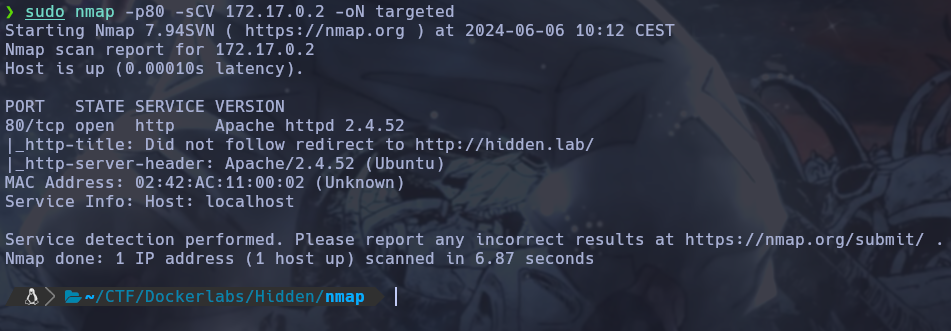 ❯ sudo nmap -p80 -sCV 172.17.0.2 -oN targeted
Starting Nmap 7.94SVN ( https://nmap.org ) at 2024-06-06 10:12 CEST
Nmap scan report for 172.17.0.2
Host is up (0.00010s latency).
PORT   STATE SERVICE VERSION
80/tcp open  http    Apache httpd 2.4.52
|_http-title: Did not follow redirect to http://hidden.lab/
|_http-server-header: Apache/2.4.52 (Ubuntu)
MAC Address: 02:42:AC:11:00:02 (Unknown)
Service Info: Host: localhost
Service detection performed. Please report any incorrect results at https://nmap.org/submit/ .
Nmap done: 1 IP address (1 host up) scanned in 6.87 seconds
~/CTF/Dockerlabs/Hidden/nmap